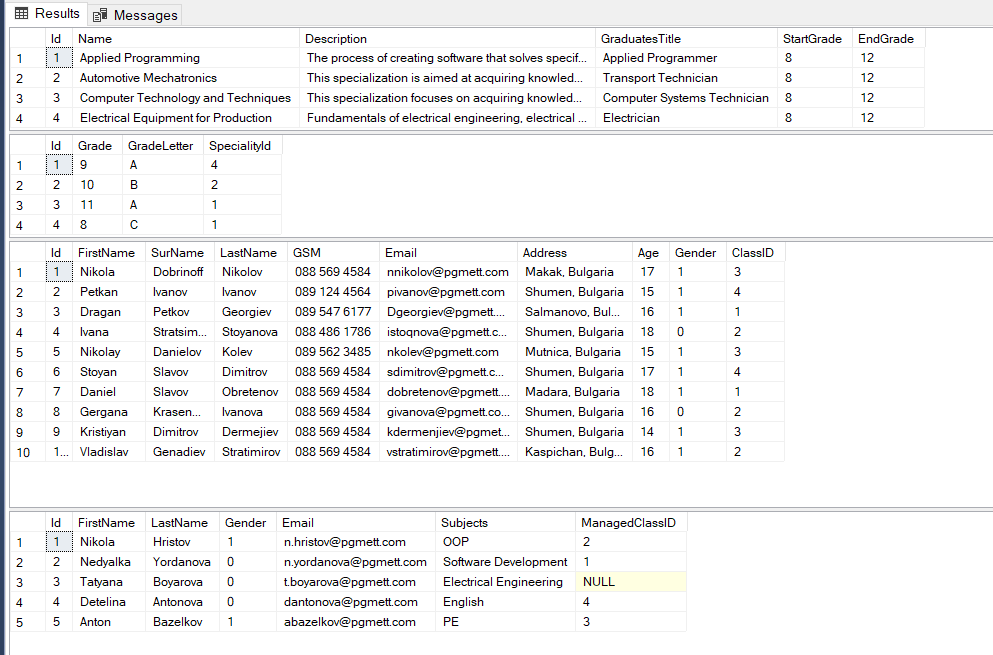 Results Messages
Id Name Description GraduatesTitle StartGrade EndGrade
1 1 Applied Programming The process of creating software that solves specif... Applied Programmer 8 12
2 2 Automotive Mechatronics This specialization is aimed at acquiring knowled... Transport Technician 8 12
3 3 Computer Technology and Techniques This specialization focuses on acquiring knowled... Computer Systems Technician 8 12
4 4 Electrical Equipment for Production Fundamentals of electrical engineering, electrical ... Electrician 8 12
Id Grade GradeLetter SpecialityId
1 1 9 A 4
2 2 10 B 2
3 3 11 A 1
4 4 8 C 1
Id FirstName SurName LastName GSM Email Address Age Gender ClassID
1 1 Nikola Dobrinoff Nikolov 088 569 4584 nnikolov@pgmett.com Makak, Bulgaria 17 1 3
2 2 Petkan Ivanov Ivanov 089 124 4564 pivanov@pgmett.com Shumen, Bulgaria 15 1 4
3 3 Dragan Petkov Georgiev 089 547 6177 Dgeorgiev@pgmett.... Salmanovo, Bul... 16 1 1
4 4 Ivana Stratsim... Stoyanova 088 486 1786 istoqnova@pgmett.c... Shumen, Bulgaria 18 0 2
5 5 Nikolay Danielov Kolev 089 562 3485 nkolev@pgmett.com Mutnica, Bulgaria 15 1 3
6 6 Stoyan Slavov Dimitrov 088 569 4584 sdimitrov@pgmett.c... Shumen, Bulgaria 17 1 4
7 7 Daniel Slavov Obretenov 088 569 4584 dobretenov@pgmett.... Madara, Bulgaria 18 1 1
8 8 Gergana Krasen... Ivanova 088 569 4584 givanova@pgmett.co... Shumen, Bulgaria 16 0 2
9 9 Kristiyan Dimitrov Dermejiev 088 569 4584 kdermenjiev@pgmet... Shumen, Bulgaria 14 1 3
10 1... Vladislav Genadiev Stratimirov 088 569 4584 vstratimirov@pgmett.... Kaspichan, Bulg... 16 1 2
Id FirstName LastName Gender Email Subjects ManagedClassID
1 1 Nikola Hristov 1 n.hristov@pgmett.com OOP 2
2 2 Nedyalka Yordanova 0 n.yordanova@pgmett.com Software Development 1
3 3 Tatyana Boyarova 0 t.boyarova@pgmett.com Electrical Engineering NULL
4 4 Detelina Antonova 0 dantonova@pgmett.com English 4
5 5 Anton Bazelkov 1 abazelkov@pgmett.com PE 3